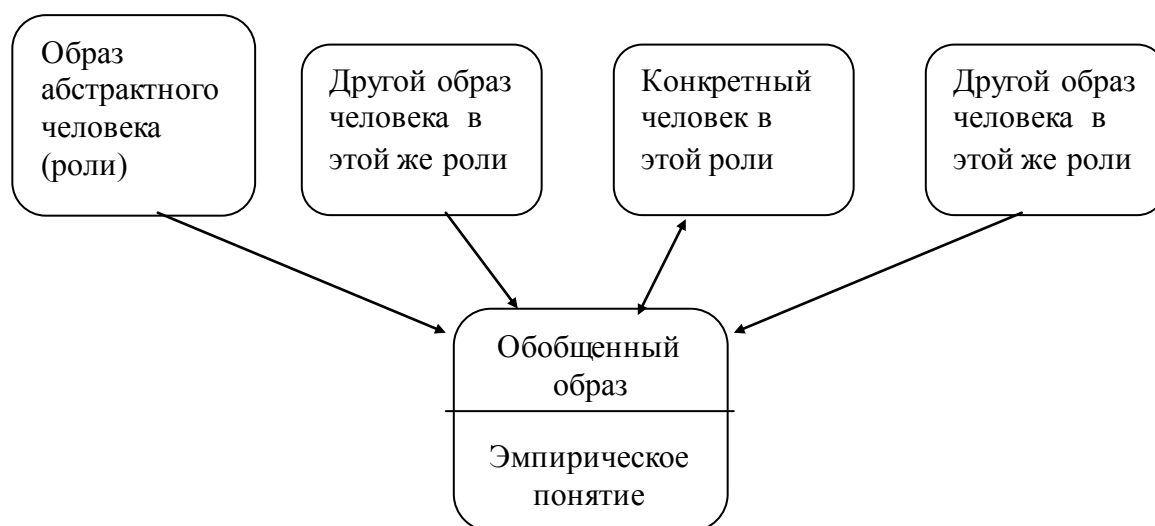 Образ
абстрактного
человека
(роли)
Другой образ
человека в
этой же роли
Конкретный
человек в
этой роли
Другой образ
человека в
этой же роли
Обобщенный
образ
Эмпирическое
понятие